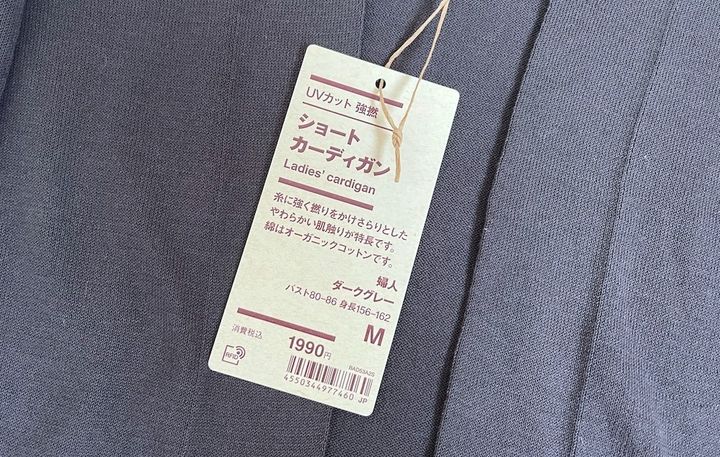 UVカット 強撚
ショート
カーディガン
Ladies' cardigan
糸に強く撚りをかけさらりとした
やわらかい肌触りが特長です。
綿はオーガニックコットンです。
婦人
ダークグレー
バスト80-86 身長156-162
M
消費税込
1990円
RFID
BAD53A2S
4550344977460 JP